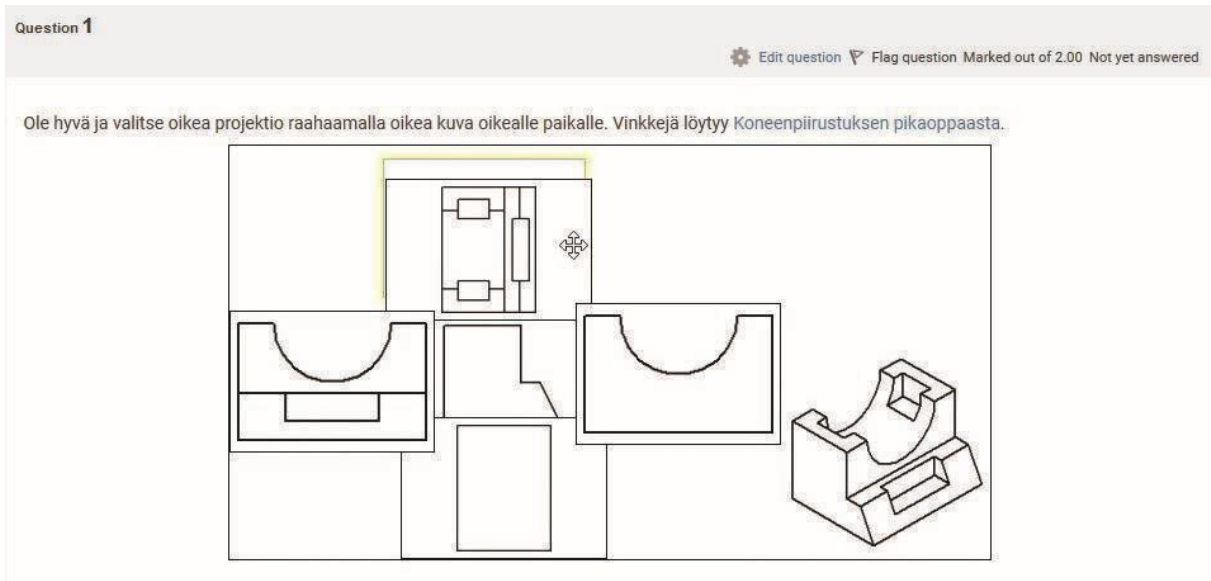 Question 1
Edit question Flag question Marked out of 2.00 Not yet answered
Ole hyvä ja valitse oikea projektio raahaamalla oikea kuva oikealle paikalle. Vinkkejä löytyy Koneenpiirustuksen pikaoppaasta.